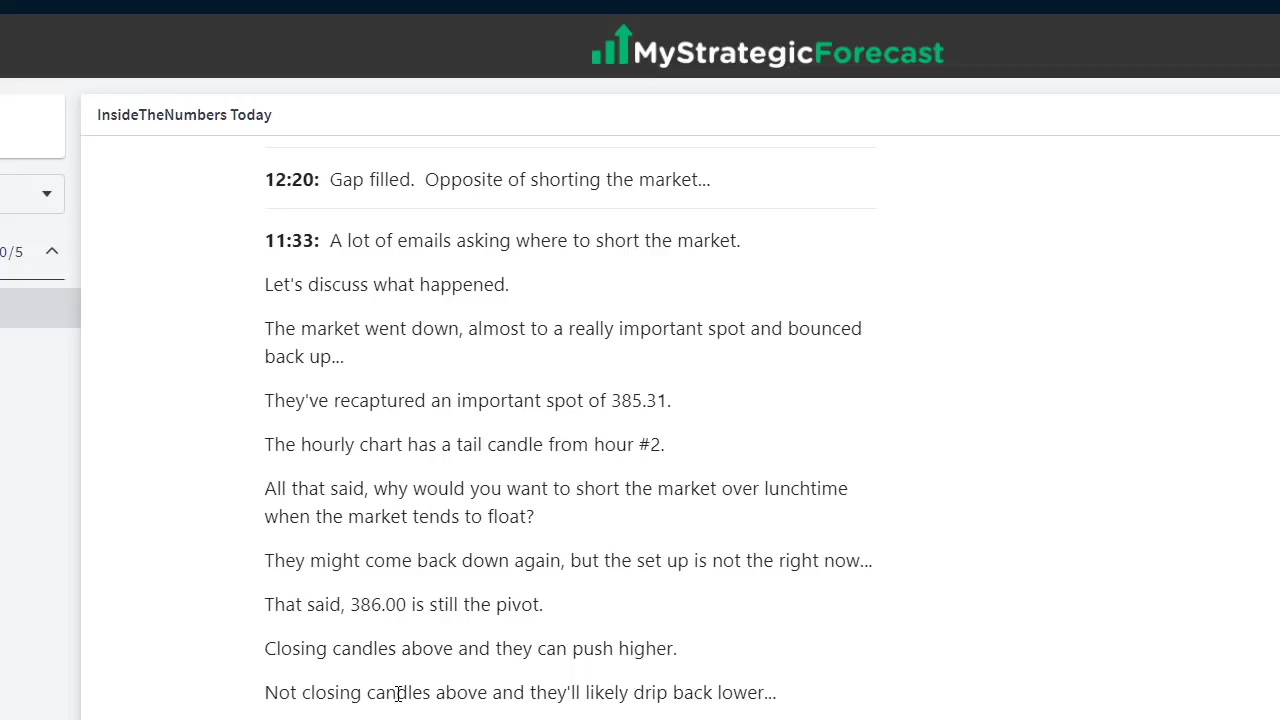 MyStrategicForecast
InsideTheNumbers Today
12:20: Gap filled. Opposite of shorting the market...
11:33: A lot of emails asking where to short the market.
0/5
Let's discuss what happened.
The market went down, almost to a really important spot and bounced
back up...
They've recaptured an important spot of 385.31.
The hourly chart has a tail candle from hour #2.
All that said, why would you want to short the market over lunchtime
when the market tends to float?
They might come back down again, but the set up is not the right now...
That said, 386.00 is still the pivot.
Closing candles above and they can push higher.
Not closing candles above and they'll likely drip back lower...